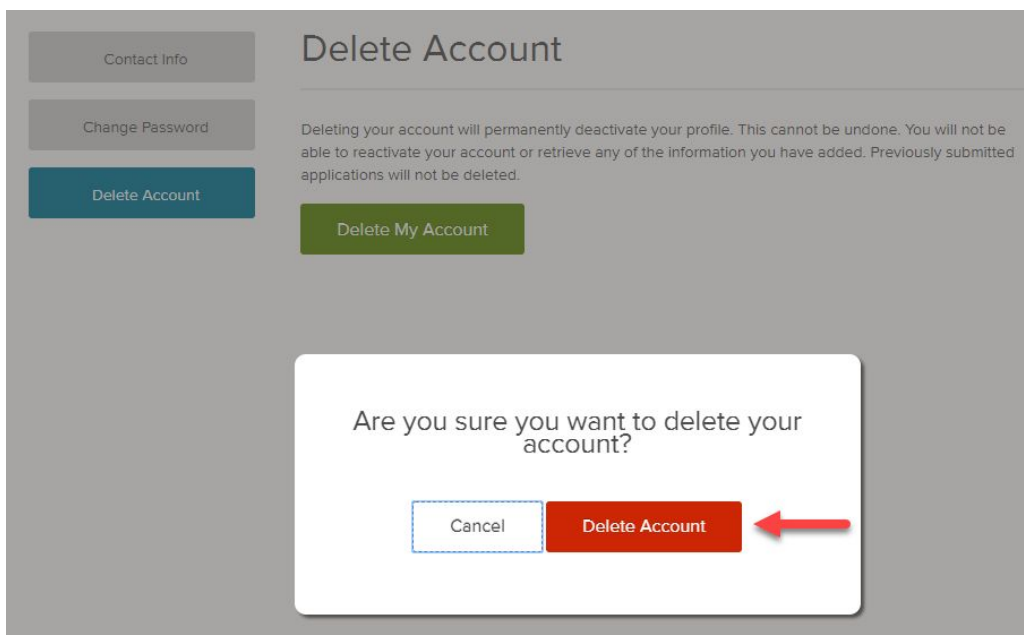 Contact Info
Change Password
Delete Account
Delete Account
Deleting your account will permanently deactivate your profile. This cannot be undone. You will not be
able to reactivate your account or retrieve any of the information you have added. Previously submitted
applications will not be deleted.
Delete My Account
Are you sure you want to delete your
account?
Cancel
Delete Account